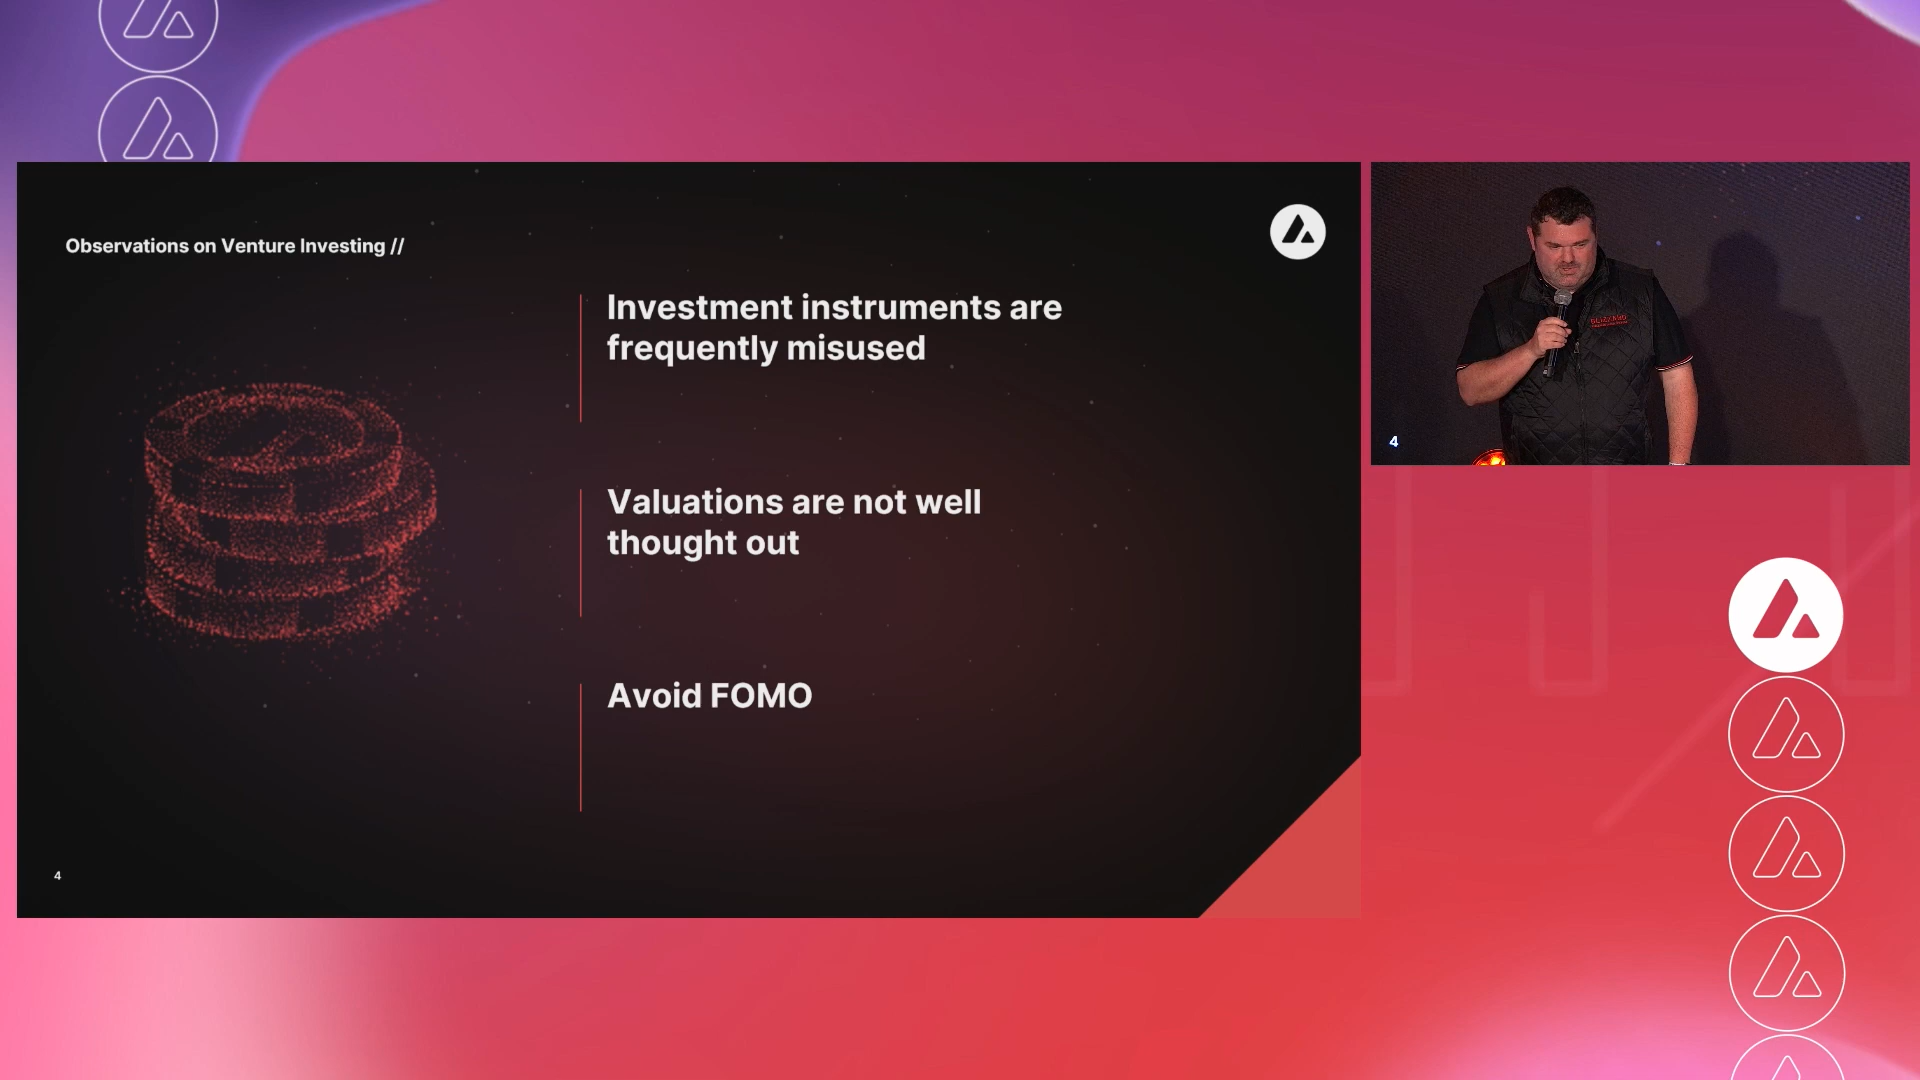 Observations on Venture Investing //
Investment instruments are
frequently misused
Valuations are not well
thought out
Avoid FOMO
4
4
BLIZZARD